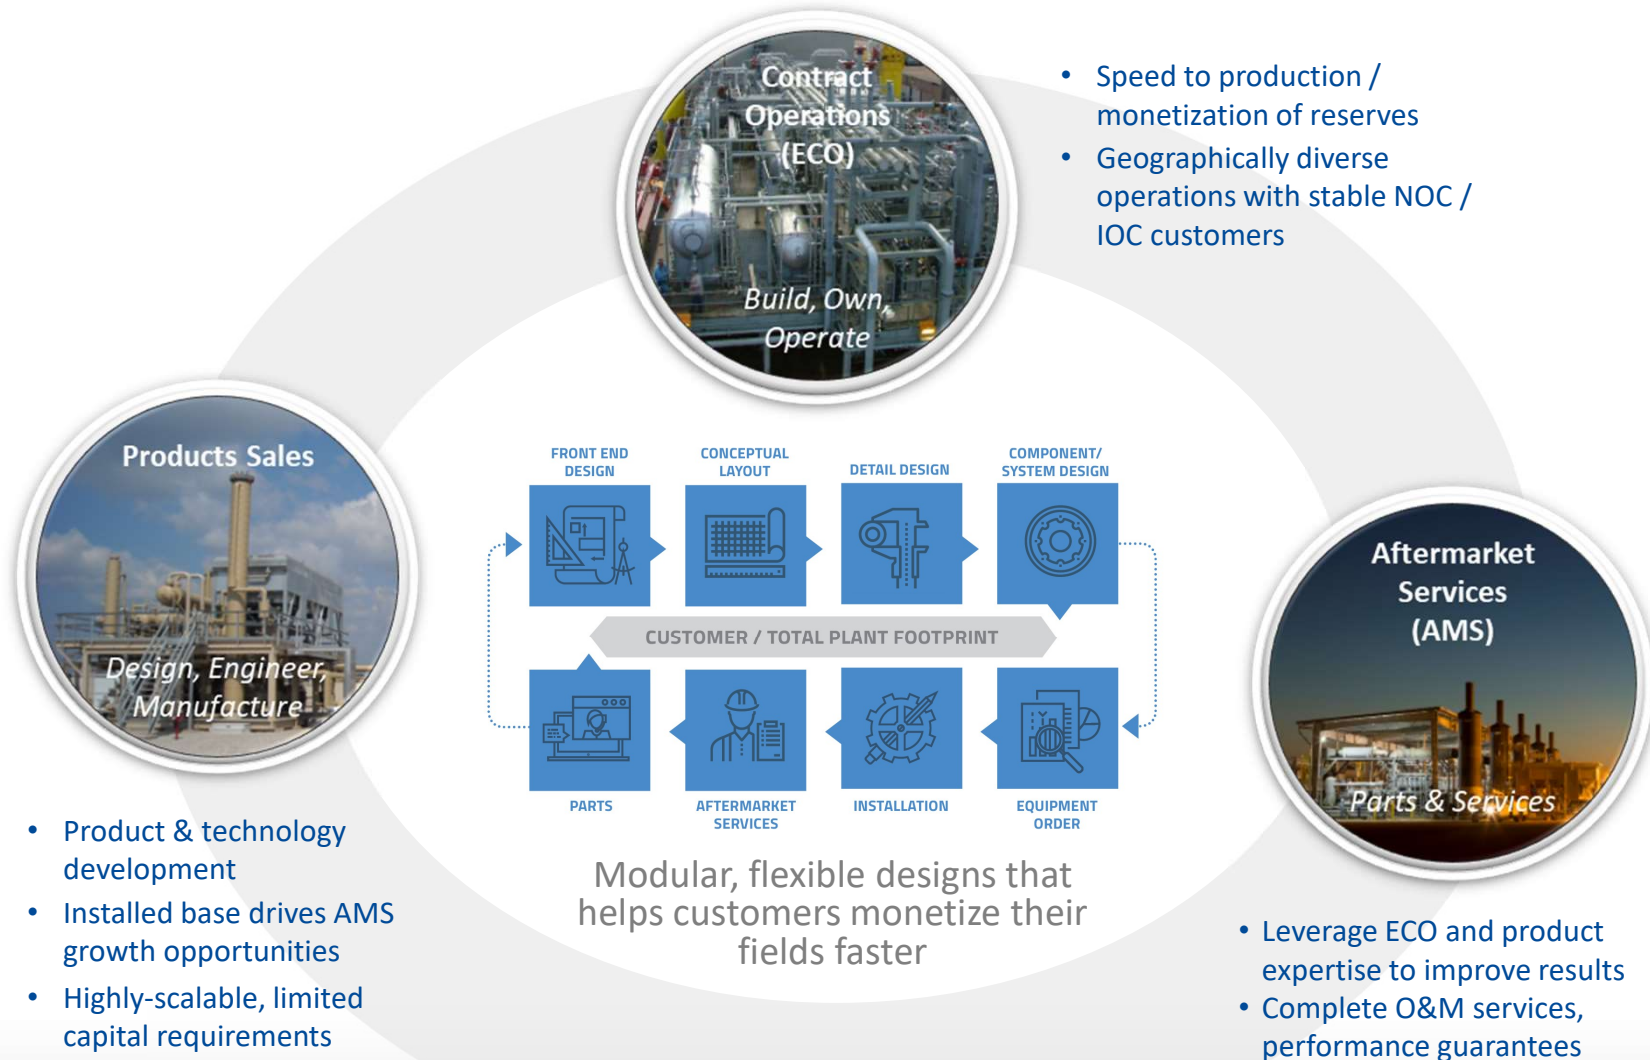 Contract
Operations
(ECO)
Build, Own,
Operate
• Speed to production /
monetization of reserves
• Geographically diverse
operations with stable NOC /
IOC customers
Products Sales
Design, Engineer,
Manufacture
• Product & technology
development
• Installed base drives AMS
growth opportunities
• Highly-scalable, limited
capital requirements
FRONT END
DESIGN
CONCEPTUAL
LAYOUT
DETAIL DESIGN
COMPONENT/
SYSTEM DESIGN
CUSTOMER / TOTAL PLANT FOOTPRINT
PARTS
AFTERMARKET
SERVICES
INSTALLATION
EQUIPMENT
ORDER
Modular, flexible designs that
helps customers monetize their
fields faster
Aftermarket
Services
(AMS)
Parts & Services
• Leverage ECO and product
expertise to improve results
• Complete O&M services,
performance guarantees